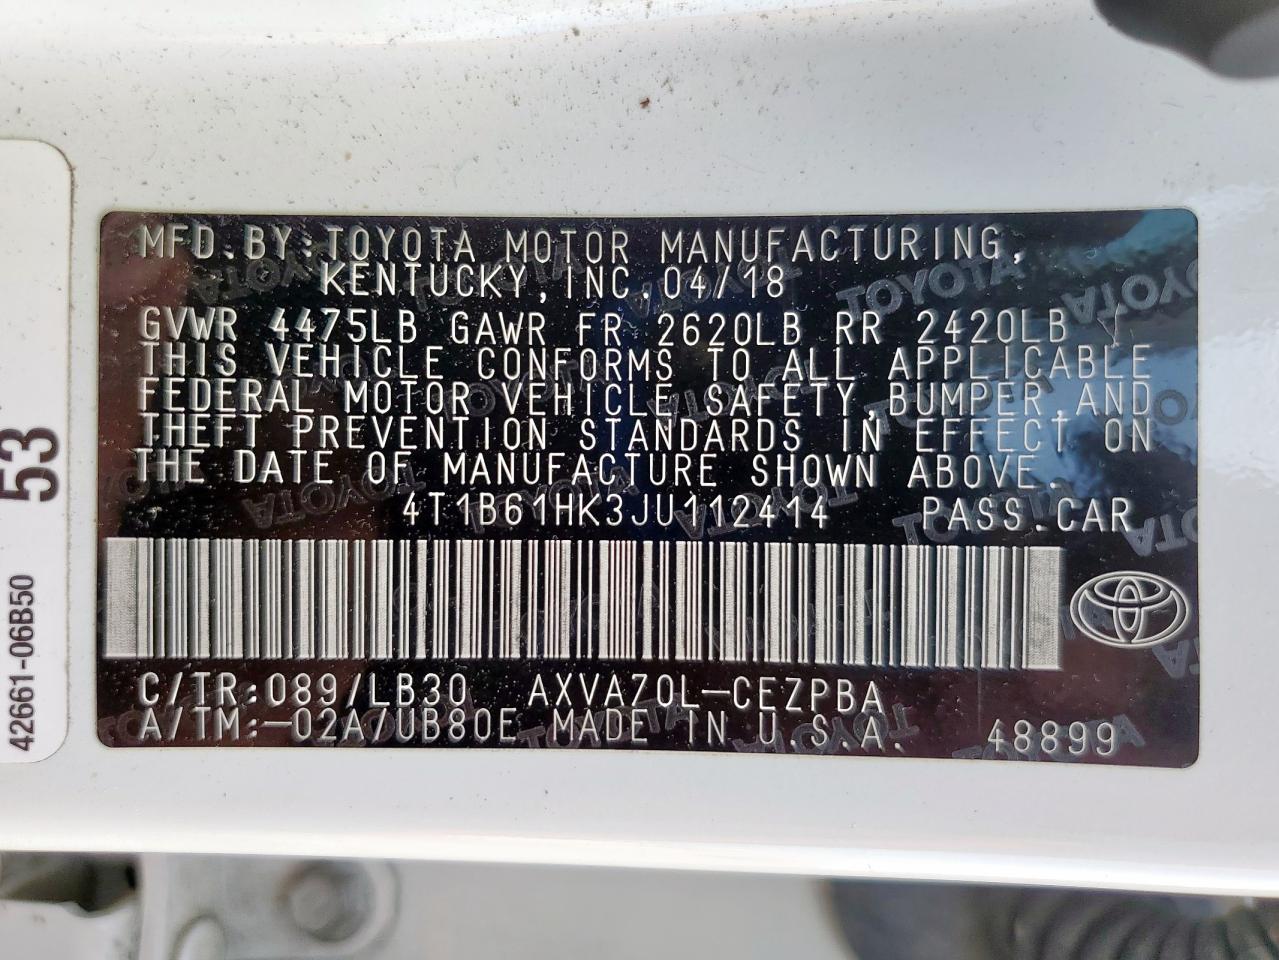 MFD.BY:TOYOTA MOTOR MANUFACTURING,
KENTUCKY,INC.04/18
GVWR 4475LB GAWR FR 2620LB RR 2420LB
THIS VEHICLE CONFORMS TO ALL APPLICABLE
FEDERAL MOTOR VEHICLE SAFETY,BUMPER,AND
THEFT PREVENTION STANDARDS IN EFFECT ON
THE DATE OF MANUFACTURE SHOWN ABOVE.
4T1B61HK3JU112414 PASS.CAR
C/TR:089/LB30 AXVA70L-CEZPBA
A/TM:-02A/UB80E MADE IN U.S.A. 48899
53
42661-06B50